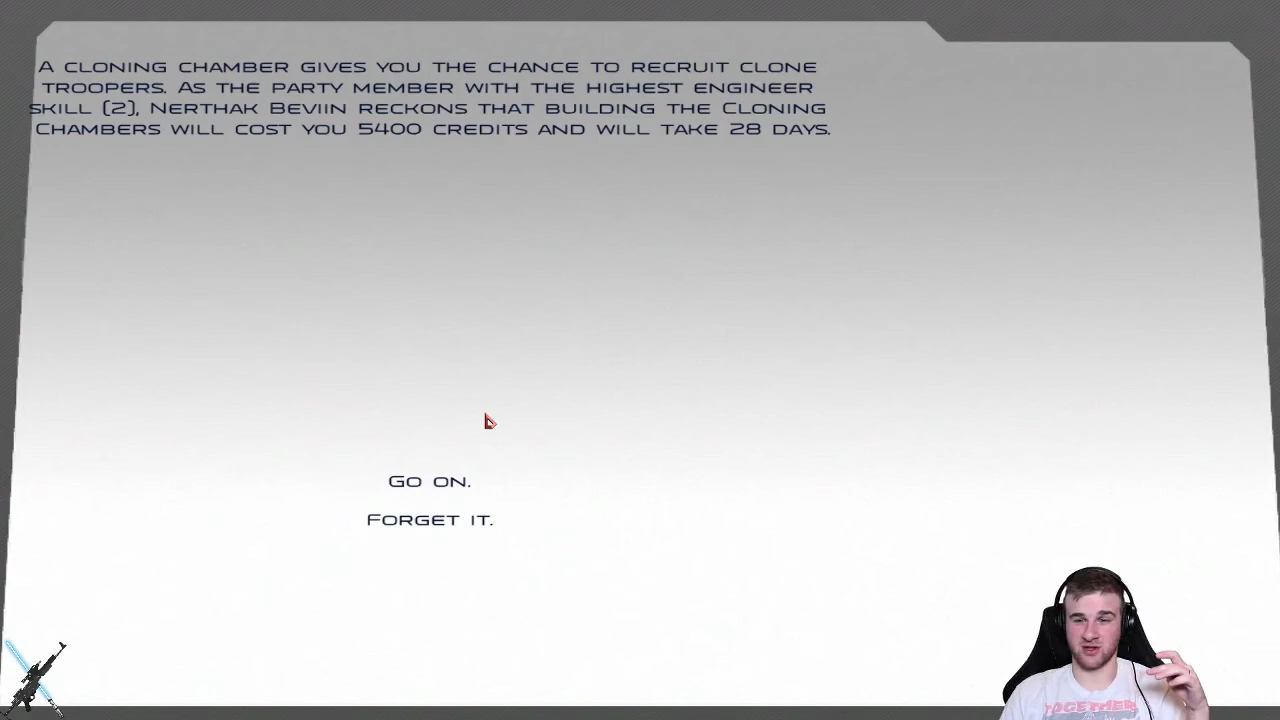 A cloning chamber gives you the chance to recruit clone
troopers. As the party member with the highest engineer
skill (2), Nerthak Beviin reckons that building the Cloning
Chambers will cost you 5400 credits and will take 28 days.
Go on.
Forget it.
TOGETHER